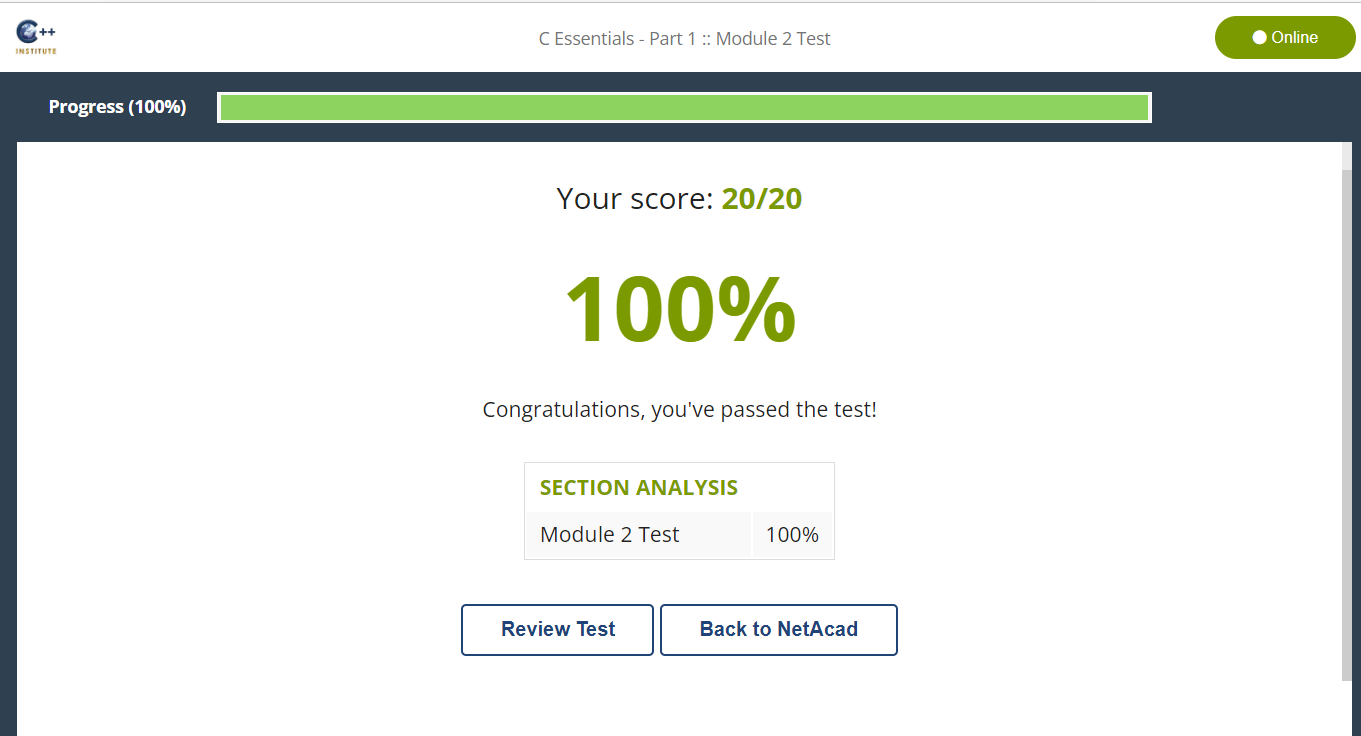 C++
INSTITUTE
C Essentials - Part 1 :: Module 2 Test
Online
Progress (100%)
Your score: 20/20
100%
Congratulations, you've passed the test!
SECTION ANALYSIS
Module 2 Test 100%
Review Test
Back to NetAcad